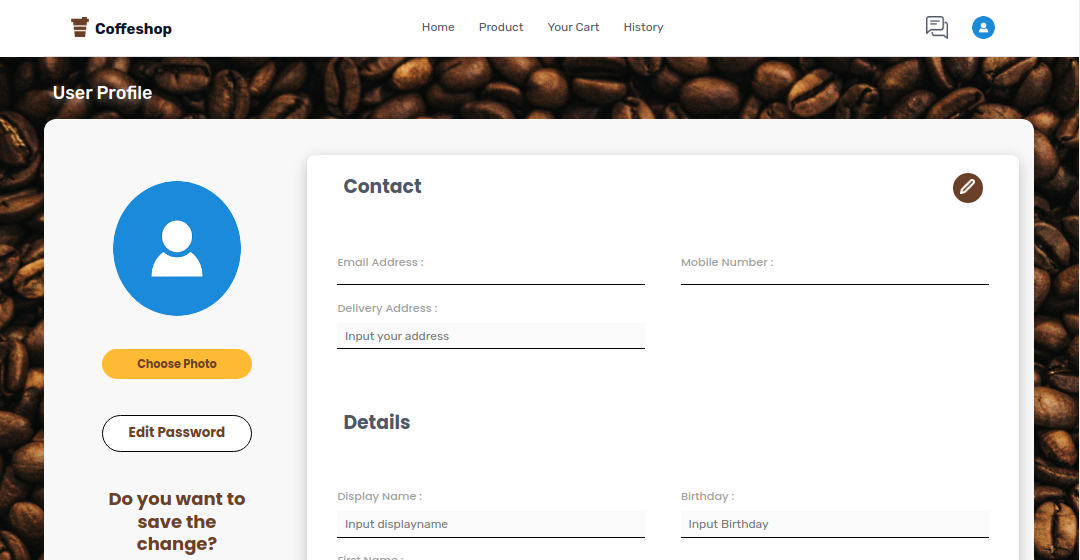 Coffeshop
Home
Product
Your Cart
History
User Profile
Choose Photo
Edit Password
Do you want to
save the
change?
Contact
Email Address :
Mobile Number :
Delivery Address :
Input your address
Details
Display Name :
Birthday :
Input displayname
Input Birthday
First Name :